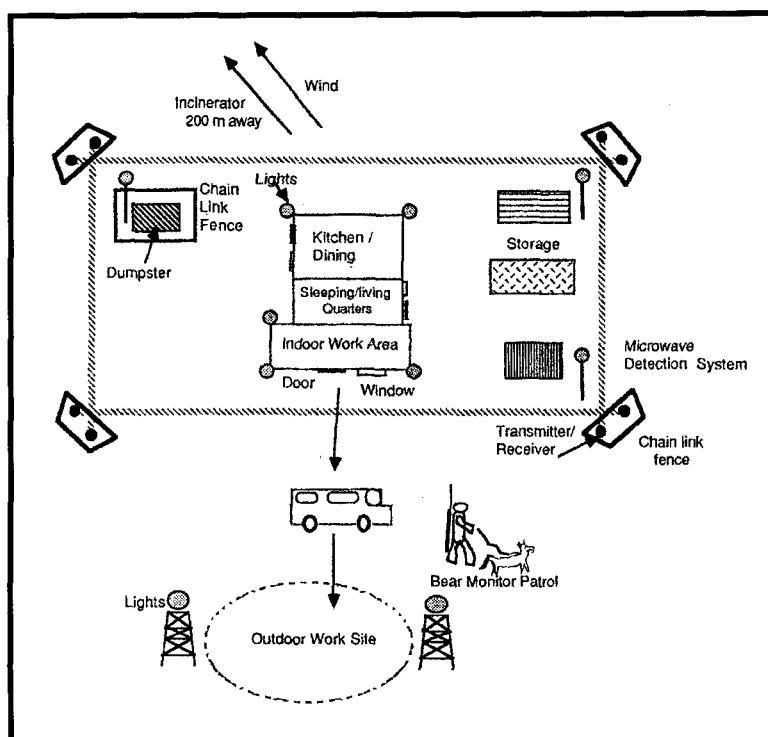 Wind
Incinerator
200 m away
Lights
Chain
Link
Fence
Dumpster
Kitchen /
Dining
Storage
Sleeping/living
Quarters
Indoor Work Area
Door
Window
Microwave
Detection System
Transmitter/
Receiver
Chain link
fence
Bear Monitor Patrol
Lights
Outdoor Work Site